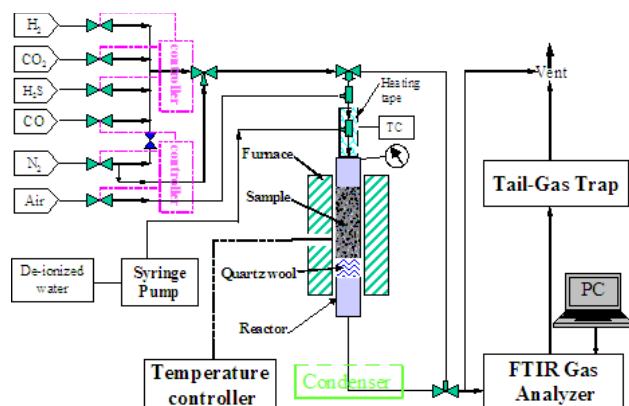 H2
CO2
H2S
CO
N2
Air
controller
controller
De-ionized
water
Syringe
Pump
Heating
tape
TC
Furnace
Sample
Quartz wool
Reactor
Temperature
controller
Condenser
Vent
Tail-Gas Trap
PC
FTIR Gas
Analyzer